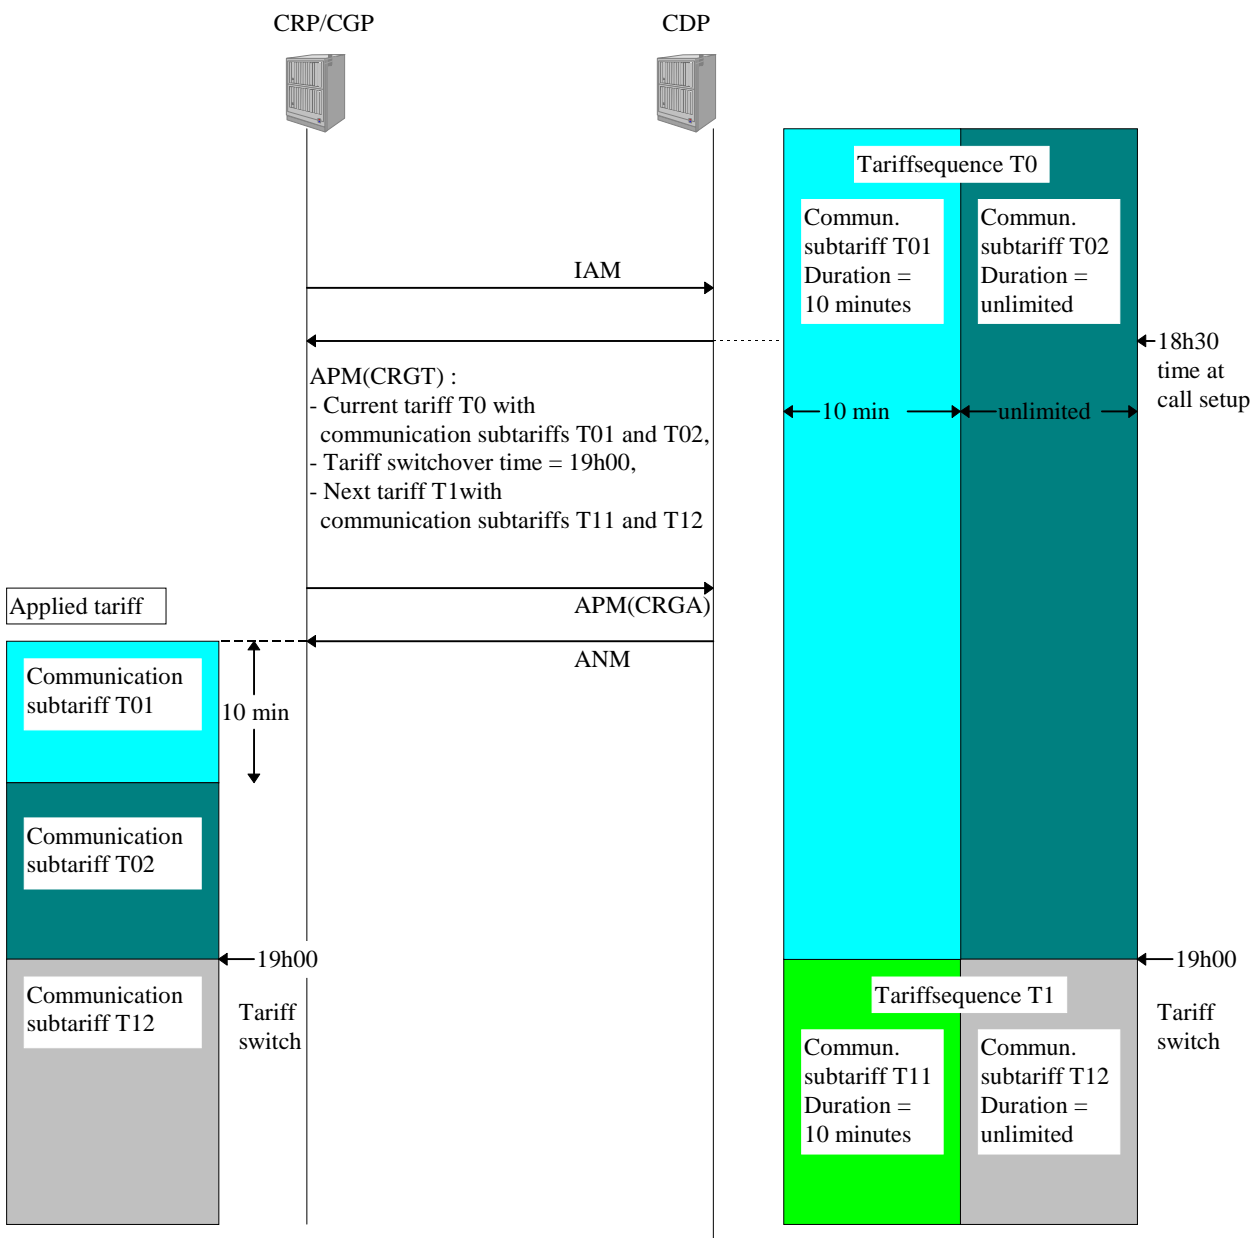 CRP/CGP
CDP
Tariffsequence T0
Commun.
subtariff T01
Duration =
10 minutes
Commun.
subtariff T02
Duration =
unlimited
IAM
18h30
time at
call setup
10 min
unlimited
APM(CRGT) :
- Current tariff T0 with
communication subtariffs T01 and T02,
- Tariff switchover time = 19h00,
- Next tariff T1with
communication subtariffs T11 and T12
APM(CRGA)
Applied tariff
ANM
Communication
subtariff T01
10 min
Communication
subtariff T02
19h00
Tariff
switch
Communication
subtariff T12
19h00
Tariff
switch
Tariffsequence T1
Commun.
subtariff T11
Duration =
10 minutes
Commun.
subtariff T12
Duration =
unlimited